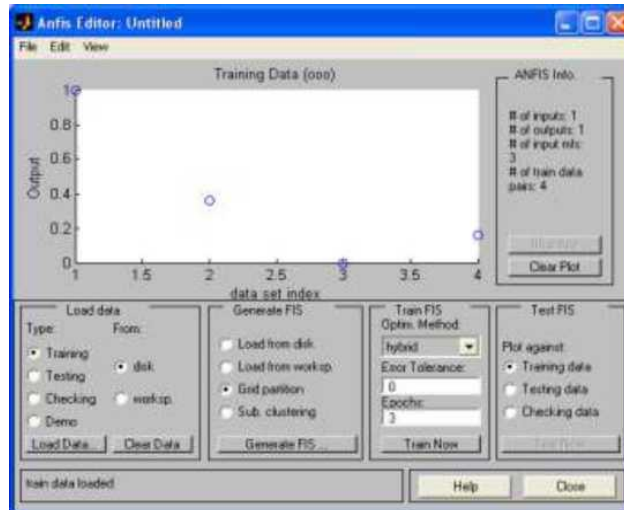 Anfis Editor: Untitled
File Edit View
Training Data (ooo)
Output
1
0.8
0.6
0.4
0.2
0
1 1.5 2 2.5 3 3.5 4
data set index
ANFIS Info.
# of inputs: 1
# of outputs: 1
# of input mfs:
3
# of train data
pairs: 4
Structure
Clear Plot
Load data
Type: From:
Training
Testing
Checking
Demo
disk
worksp.
Load Data... Clear Data
Generate FIS
Load from disk
Load from worksp.
Grid partition
Sub. clustering
Generate FIS ...
Train FIS
Optim. Method:
hybrid
Error Tolerance:
0
Epochs:
3
Train Now
Test FIS
Plot against:
Training data
Testing data
Checking data
Test Now
train data loaded
Help Close